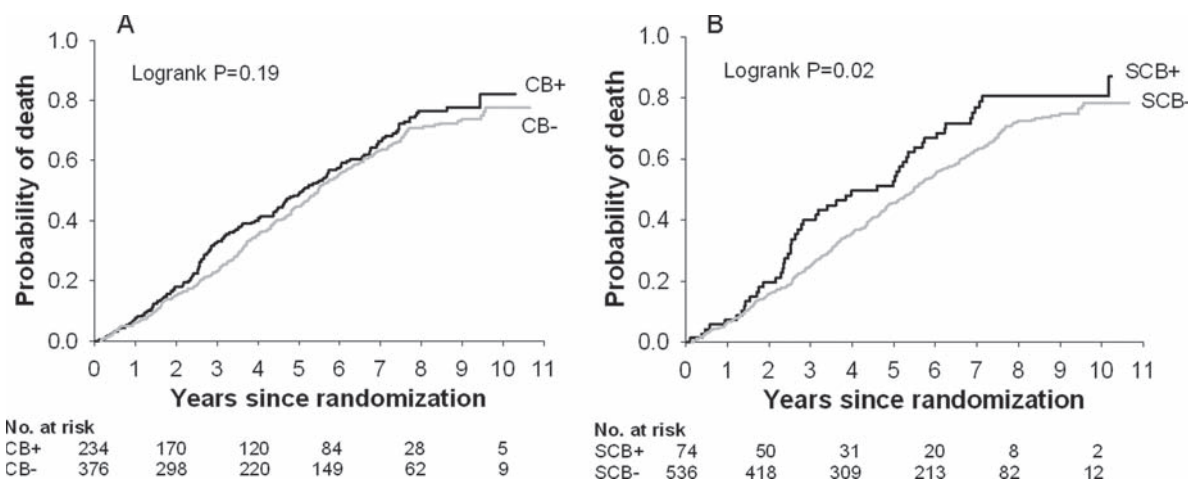 A
Logrank P=0.19
CB+
CB-
Probability of death
1.0
0.8
0.6
0.4
0.2
0.0
0 1 2 3 4 5 6 7 8 9 10 11
Years since randomization
No. at risk
CB+ 234 170 120 84 28 5
CB- 376 298 220 149 62 9
B
Logrank P=0.02
SCB+
SCB-
Probability of death
1.0
0.8
0.6
0.4
0.2
0.0
0 1 2 3 4 5 6 7 8 9 10 11
Years since randomization
No. at risk
SCB+ 74 50 31 20 8 2
SCB- 536 418 309 213 82 12